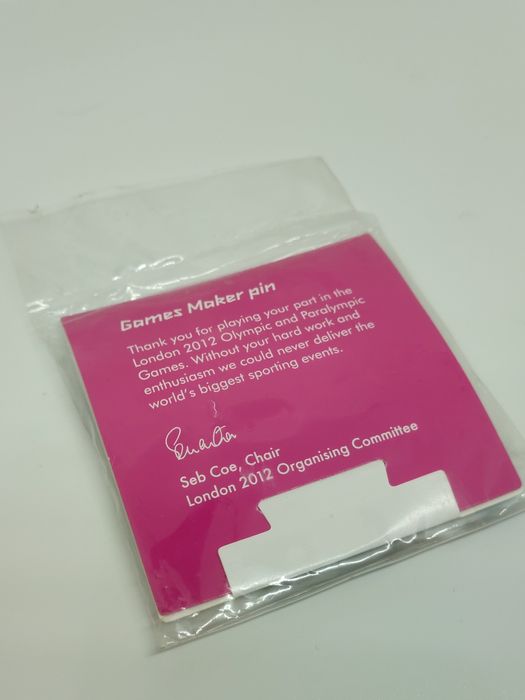 Games Maker pin
Thank you for playing your part in the
London 2012 Olympic and Paralympic
Games. Without your hard work and
enthusiasm we could never deliver the
world's biggest sporting events.
Seb Coe, Chair
London 2012 Organising Committee